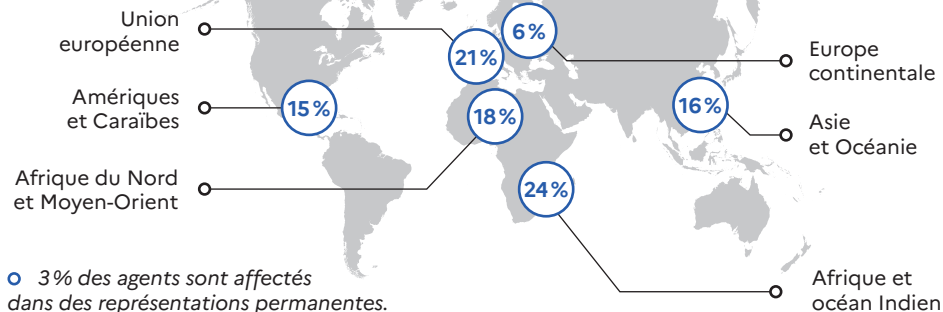 Union
européenne
21 %
6 %
Europe
continentale
Amériques
et Caraïbes
15 %
18 %
16 %
Asie
et Océanie
Afrique du Nord
et Moyen-Orient
24 %
3 % des agents sont affectés
dans des représentations permanentes.
Afrique et
océan Indien